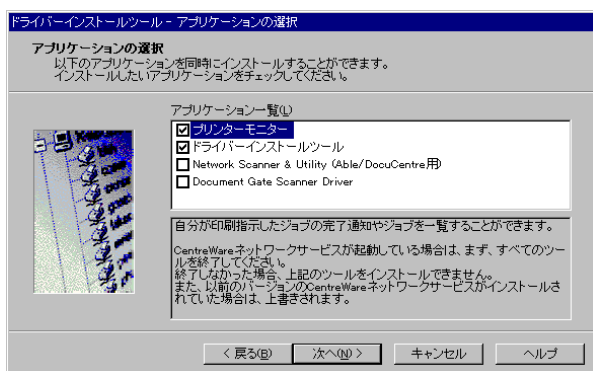 ドライバーインストールツール - アプリケーションの選択
アプリケーションの選択
以下のアプリケーションを同時にインストールすることができます。
インストールしたいアプリケーションをチェックしてください。
アプリケーション一覧(L)
プリンターモニター
ドライバーインストールツール
Network Scanner & Utility (Able/DocuCentre用)
Document Gate Scanner Driver
自分が印刷指示したジョブの完了通知やジョブを一覧することができます。
CentreWareネットワークサービスが起動している場合は、まず、すべてのツー
ルを終了してください。
終了しなかった場合、上記のツールをインストールできません。
また、以前のバージョンのCentreWareネットワークサービスがインストールさ
れていた場合は、上書きされます。
< 戻る(B)
次へ(N) >
キャンセル
ヘルプ